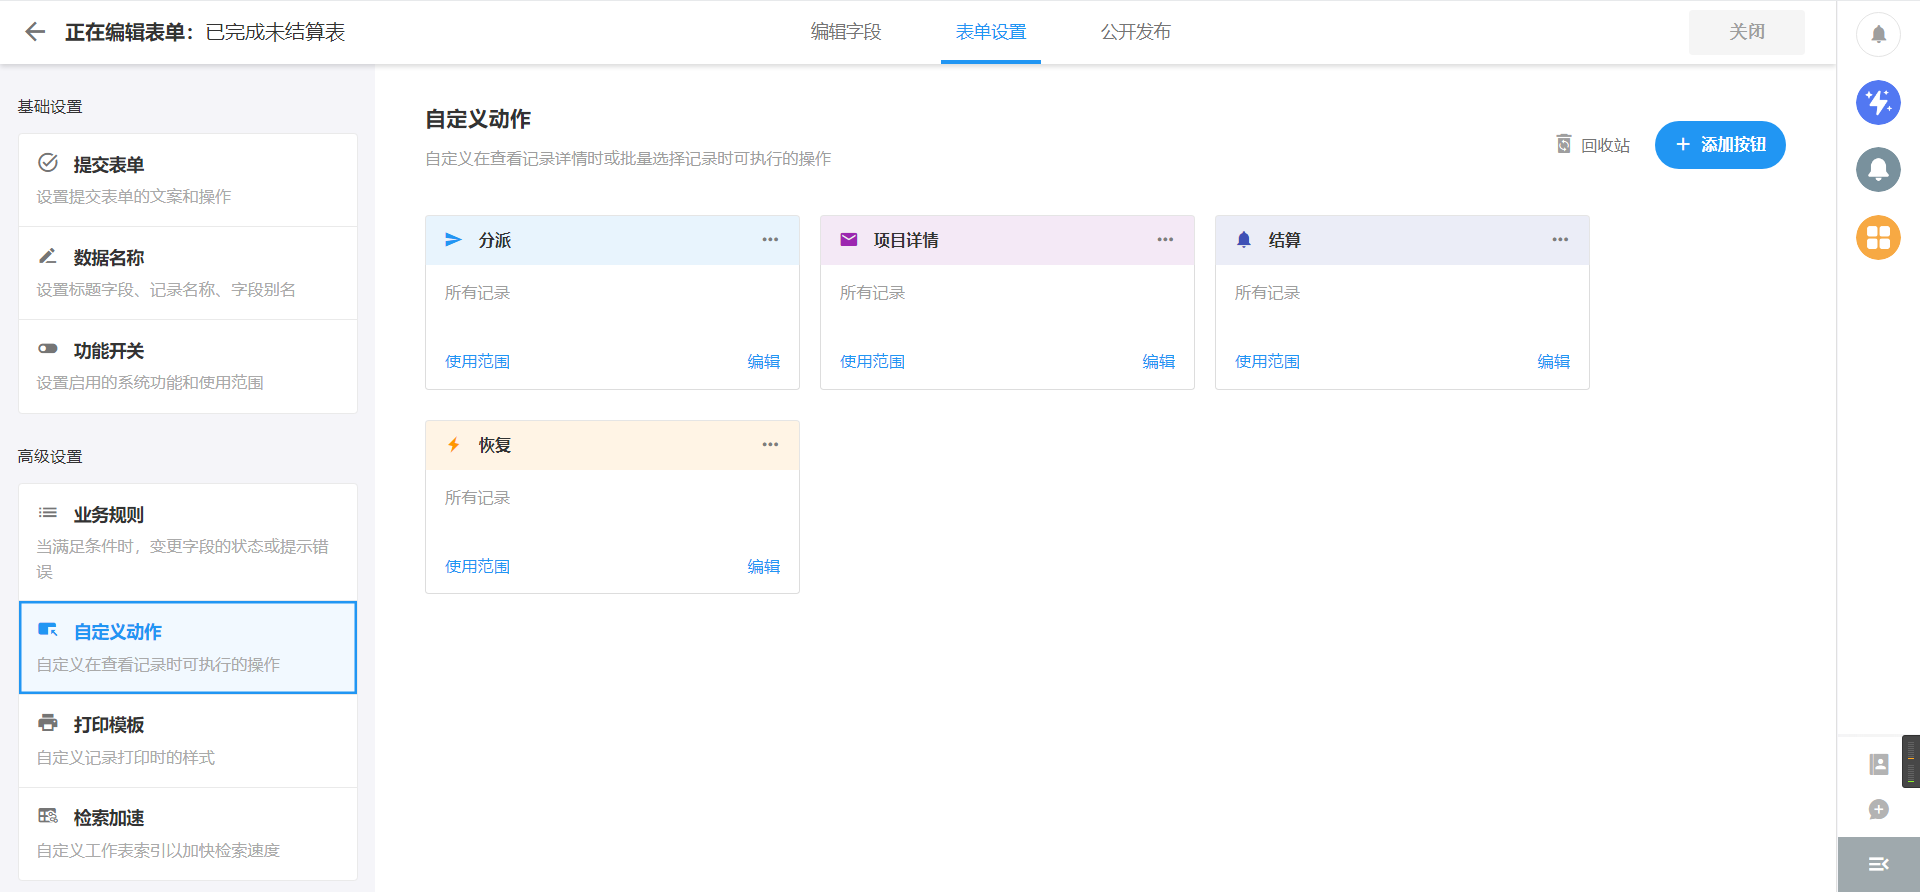 正在编辑表单：已完成未结算表
编辑字段
表单设置
公开发布
关闭
基础设置
提交表单
设置提交表单的文案和操作
数据名称
设置标题字段、记录名称、字段别名
功能开关
设置启用的系统功能和使用范围
高级设置
业务规则
当满足条件时，变更字段的状态或提示错
误
自定义动作
自定义在查看记录时可执行的操作
打印模板
自定义记录打印时的样式
检索加速
自定义工作表索引以加快检索速度
自定义动作
自定义在查看记录详情时或批量选择记录时可执行的操作
回收站
添加按钮
分派
所有记录
使用范围
编辑
项目详情
所有记录
使用范围
编辑
结算
所有记录
使用范围
编辑
恢复
所有记录
使用范围
编辑